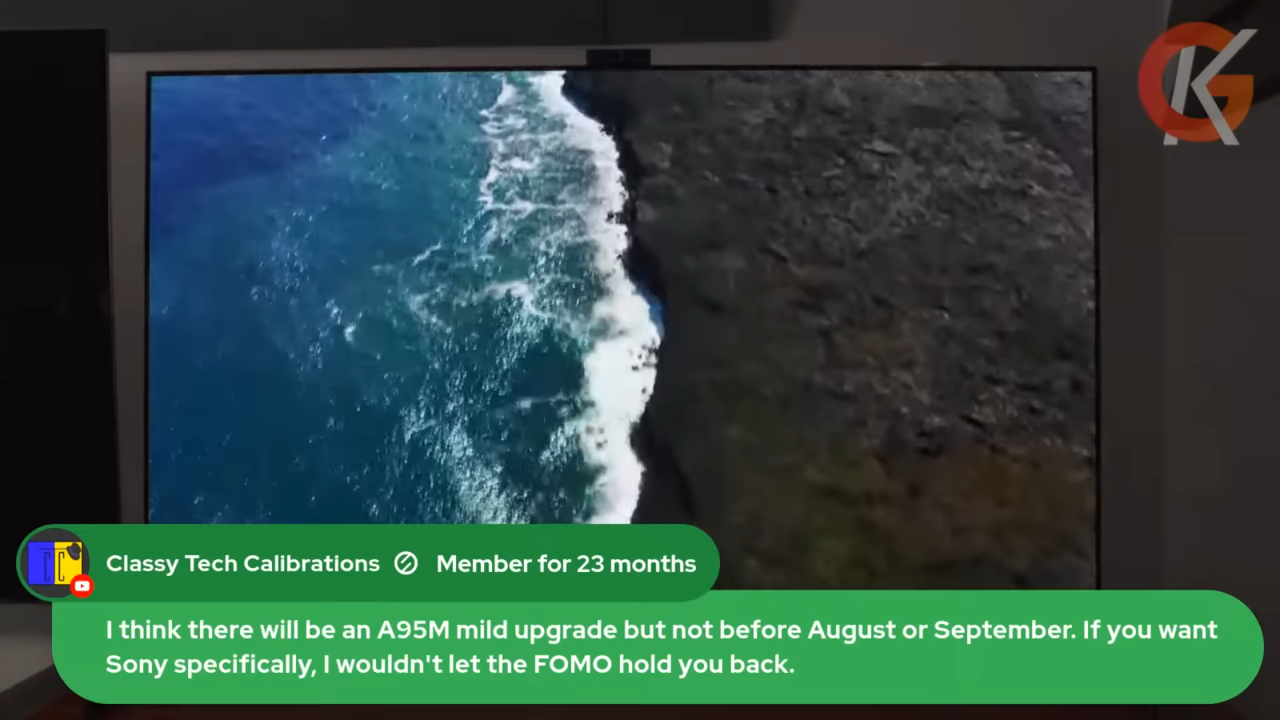 GK
Classy Tech Calibrations Member for 23 months
I think there will be an A95M mild upgrade but not before August or September. If you want
Sony specifically, I wouldn't let the FOMO hold you back.